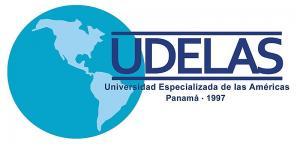 UDELAS
Universidad Especializada de las Américas
Panamá - 1997